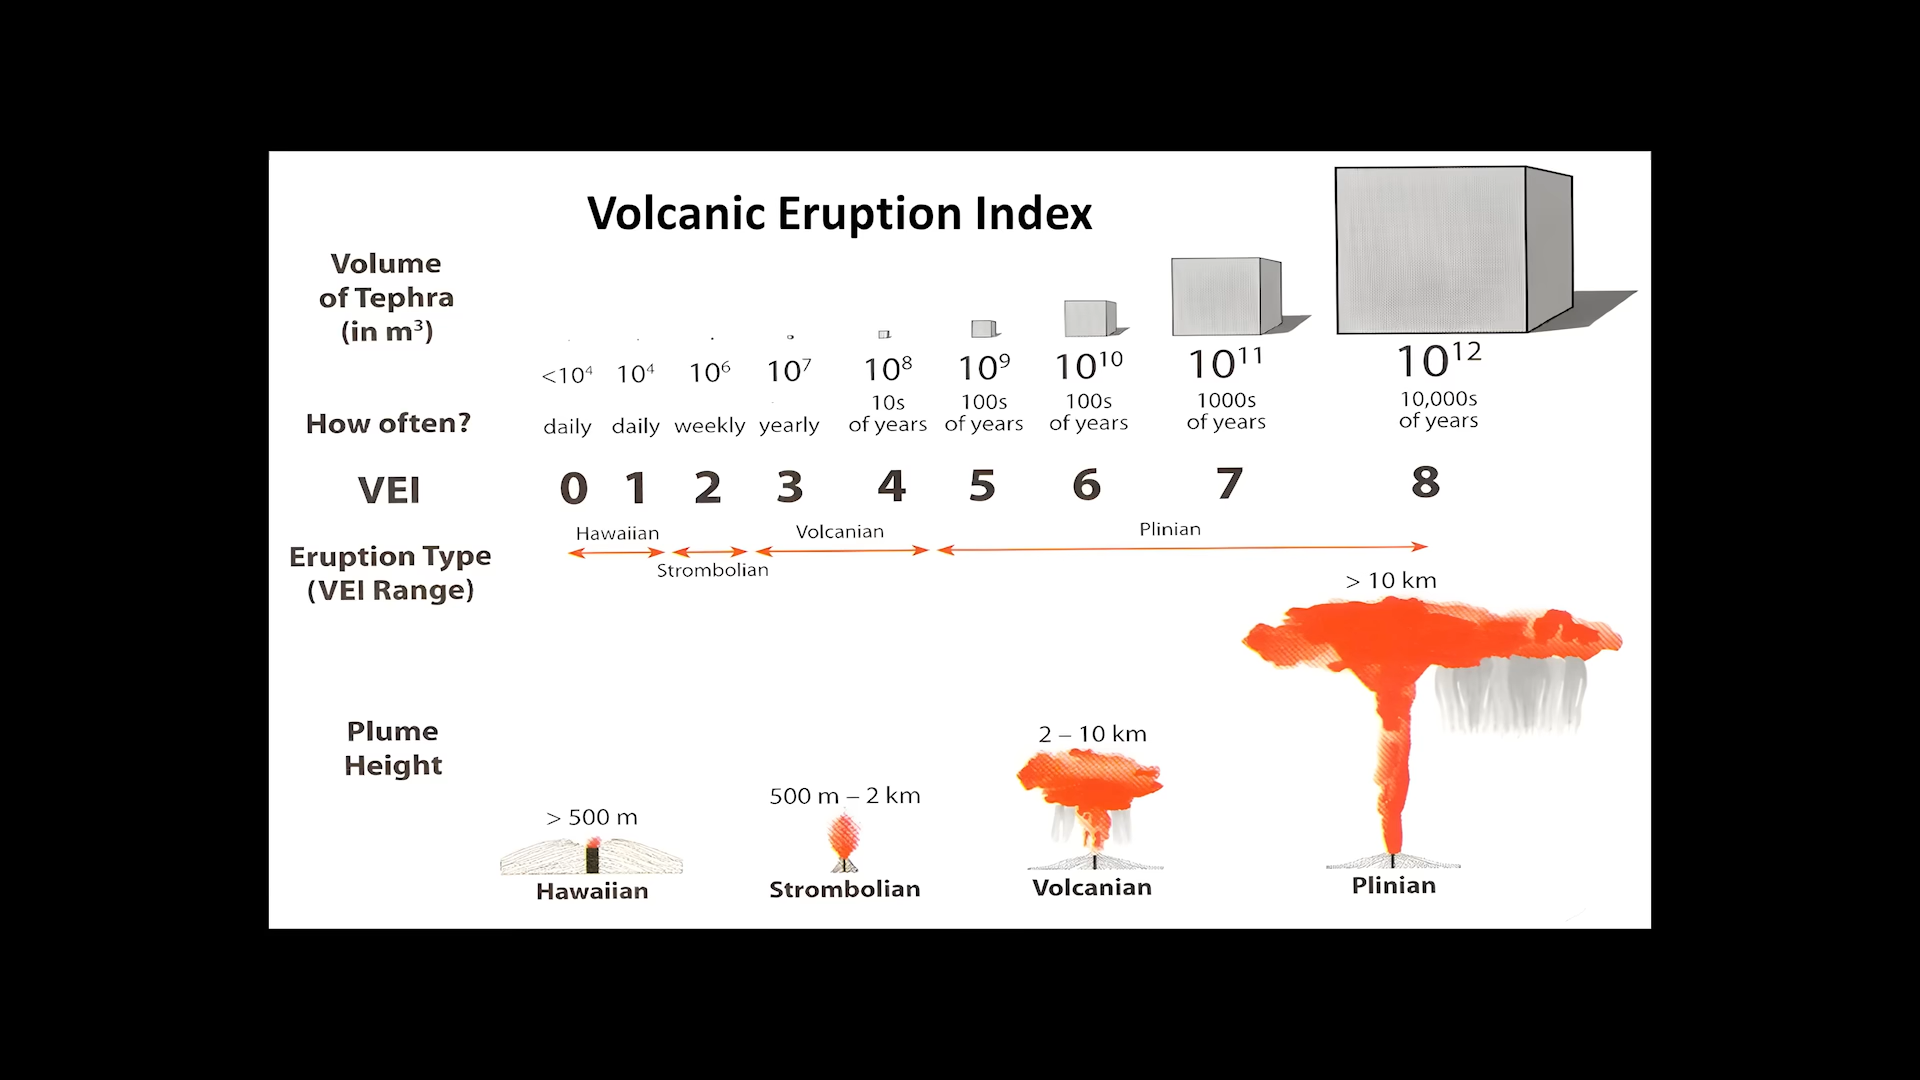 Volcanic Eruption Index
Volume
of Tephra
(in m³)
<10⁴ 10⁴ 10⁶ 10⁷ 10⁸ 10⁹ 10¹⁰ 10¹¹ 10¹²
How often?
daily daily weekly yearly 10s of years 100s of years 100s of years 1000s of years 10,000s of years
VEI 0 1 2 3 4 5 6 7 8
Eruption Type
(VEI Range)
Hawaiian Volcanian Plinian
Strombolian
Plume
Height
> 500 m 500 m – 2 km 2 – 10 km > 10 km
Hawaiian Strombolian Volcanian Plinian